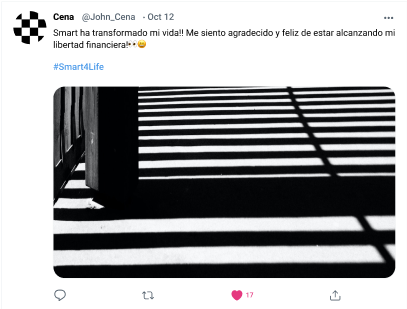 Cena @John_Cena · Oct 12
Smart ha transformado mi vida!! Me siento agradecido y feliz de estar alcanzando mi
libertad financiera!👀😄
#Smart4Life
17